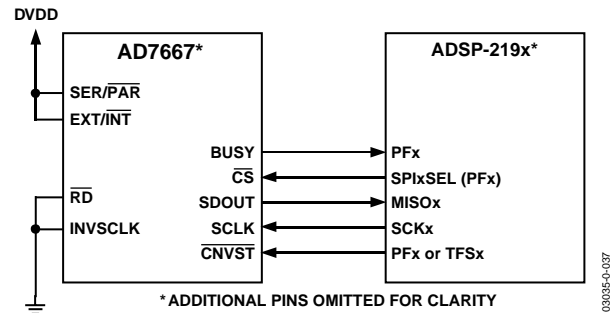 DVDD
AD7667*
ADSP-219x*
SER/PAR
EXT/INT
BUSY
PFx
CS
SPIxSEL (PFx)
RD
SDOUT
MISOx
INVSCLK
SCLK
SCKx
CNVST
PFx or TFSx
*ADDITIONAL PINS OMITTED FOR CLARITY
03035-0-037